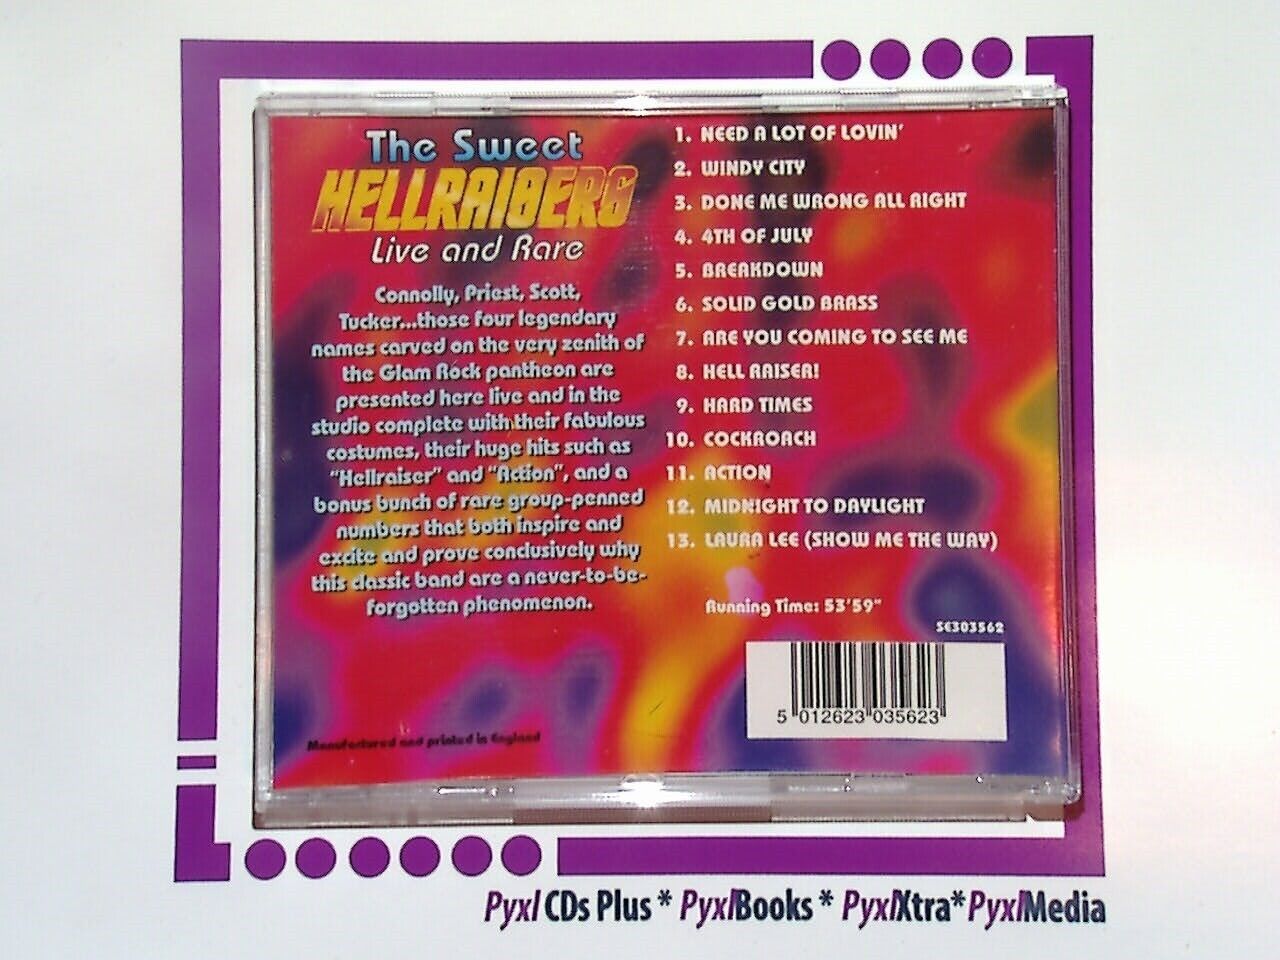 The Sweet
HELLRAISERS
Live and Rare
Connolly, Priest, Scott,
Tucker...those four legendary
names carved on the very zenith of
the Glam Rock pantheon are
presented here live and in the
studio complete with their fabulous
costumes, their huge hits such as
"Hellraiser" and "Action", and a
bonus bunch of rare group-penned
numbers that both inspire and
excite and prove conclusively why
this classic band are a never-to-be-
forgotten phenomenon.
Manufactured and printed in England
1. NEED A LOT OF LOVIN'
2. WINDY CITY
3. DONE ME WRONG ALL RIGHT
4. 4TH OF JULY
5. BREAKDOWN
6. SOLID GOLD BRASS
7. ARE YOU COMING TO SEE ME
8. HELL RAISER!
9. HARD TIMES
10. COCKROACH
11. ACTION
12. MIDNIGHT TO DAYLIGHT
13. LAURA LEE (SHOW ME THE WAY)
Running Time: 53'59"
SE303562
5 012623 035623
Pyxl CDs Plus * PyxlBooks * PyxlXtra* PyxlMedia